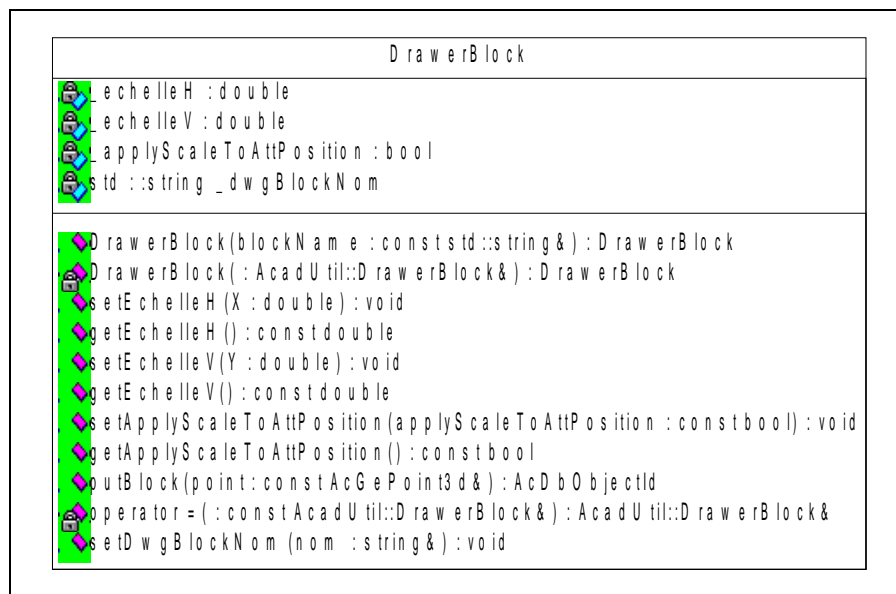 DrawerBlock
_echelleH : double
_echelleV : double
_applyScaleToAttPosition : bool
std ::string _dwgBlockNom
DrawerBlock(blockName : const std::string&) : DrawerBlock
DrawerBlock( : AcadUtil::DrawerBlock&) : DrawerBlock
setEchelleH(X : double) : void
getEchelleH() : const double
setEchelleV(Y : double) : void
getEchelleV() : const double
setApplyScaleToAttPosition(applyScaleToAttPosition : const bool) : void
getApplyScaleToAttPosition() : const bool
outBlock(point : const AcGePoint3d&) : AcDbObjectId
operator=( : const AcadUtil::DrawerBlock&) : AcadUtil::DrawerBlock&
setDwgBlockNom(nom : string&) : void